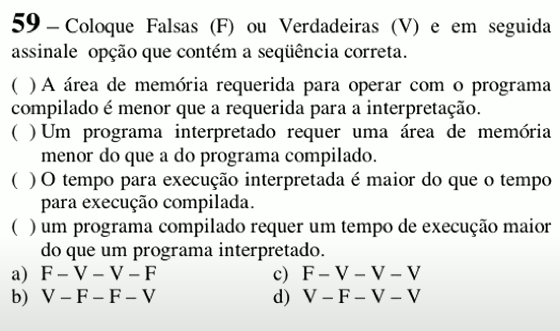 59 – Coloque Falsas (F) ou Verdadeiras (V) e em seguida
assinale opção que contém a seqüência correta.
( ) A área de memória requerida para operar com o programa
compilado é menor que a requerida para a interpretação.
( ) Um programa interpretado requer uma área de memória
menor do que a do programa compilado.
( ) O tempo para execução interpretada é maior do que o tempo
para execução compilada.
( ) um programa compilado requer um tempo de execução maior
do que um programa interpretado.
a) F – V – V – F c) F – V – V – V
b) V – F – F – V d) V – F – V – V